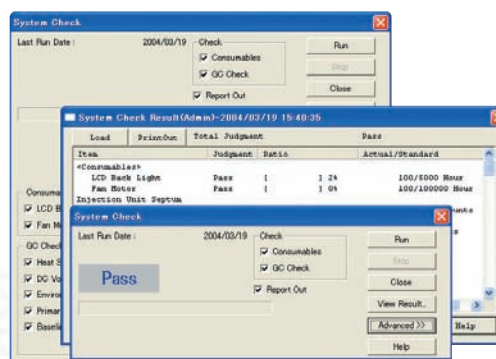 System Check
Last Run Date : 2004/03/19 Check Run
Consumables
GC Check Stop
Report Out Close
System Check Result(Admin)-2004/03/19 15:40:35
Load PrintOut Total Judgment Pass
Item Judgment Ratio Actual/Standard
<Consumables>
LCD Back Light Pass [ ] 2% 100/5000 Hour
Fan Motor Pass [ ] 0% 100/100000 Hour
Injection Unit Septum
Consuma
LCD B
Fan Mo
GC Check
Heat S
DC Vo
Enviro
Primar
Baseli
Help
System Check
Last Run Date : 2004/03/19 Check Run
Consumables
GC Check Stop
Pass Report Out Close
View Result..
Advanced >>
Help